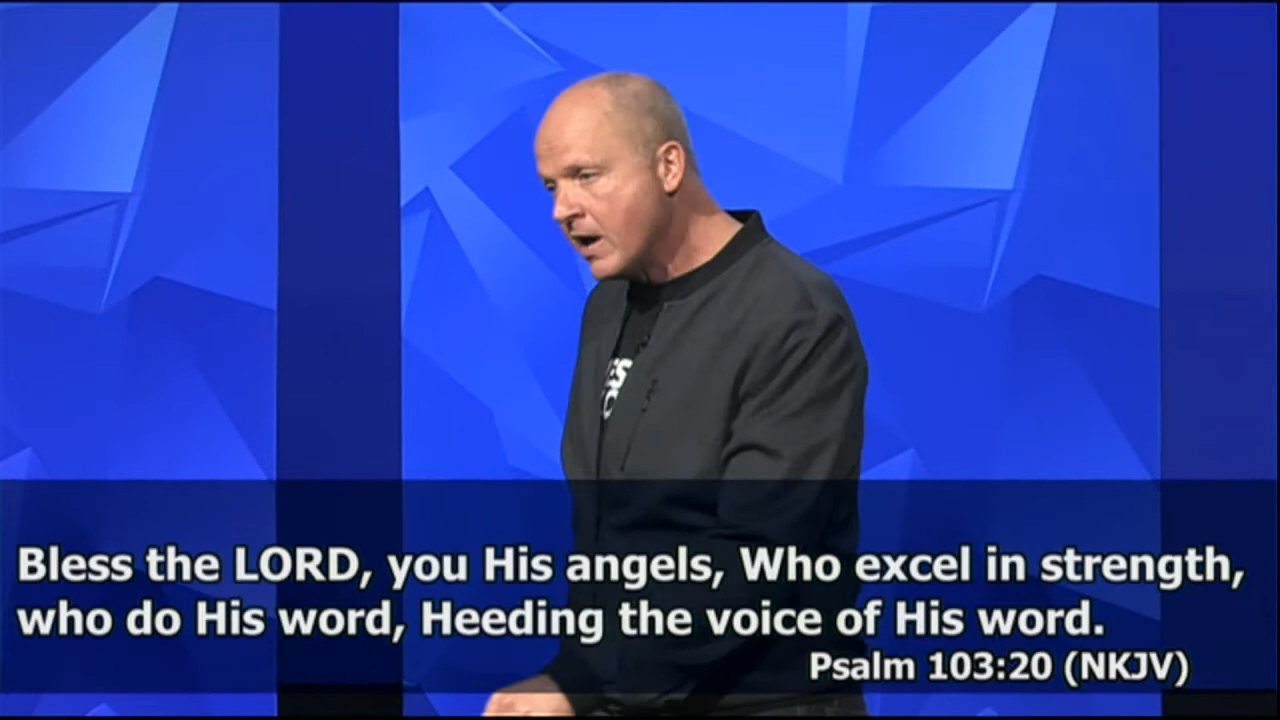 Bless the LORD, you His angels, Who excel in strength,
who do His word, Heeding the voice of His word.
Psalm 103:20 (NKJV)